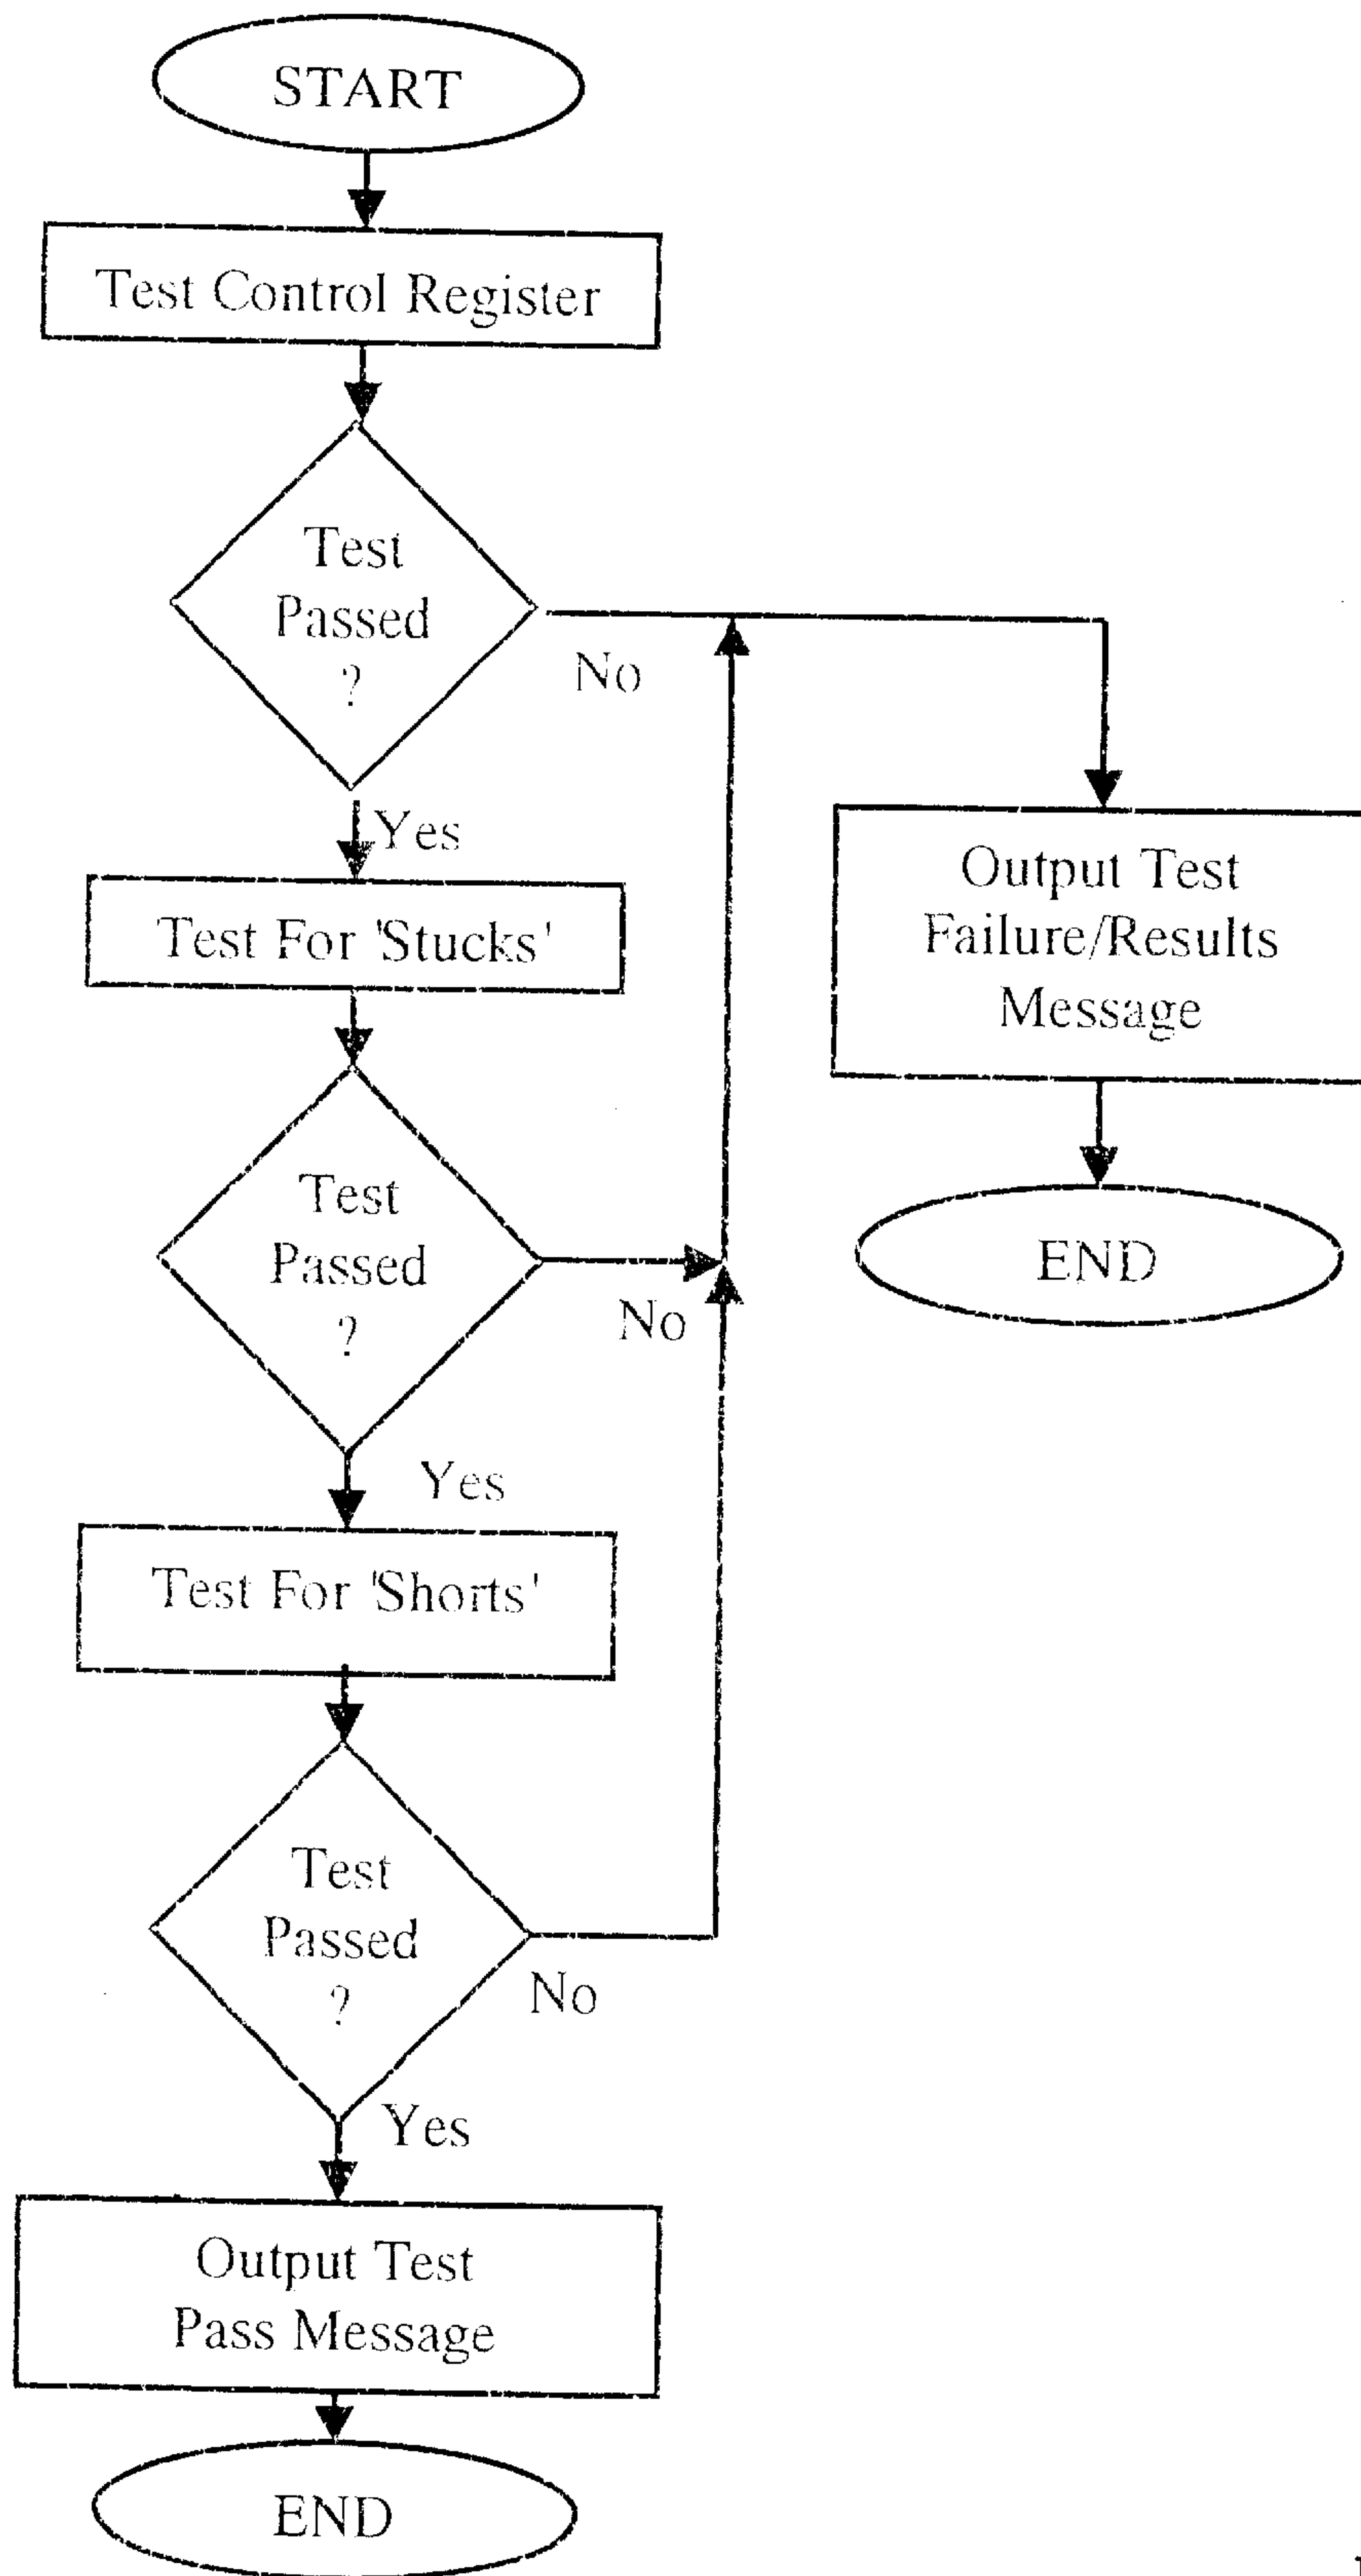 START
Test Control Register
Test
Passed
?
No
Yes
Output Test
Failure/Results
Message
Test For 'Stucks'
Test
Passed
?
No
END
Yes
Test For 'Shorts'
Test
Passed
?
No
Yes
Output Test
Pass Message
END